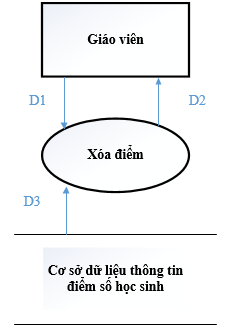 Giáo viên
D1
D2
Xóa điểm
D3
Cơ sở dữ liệu thông tin
điểm số học sinh